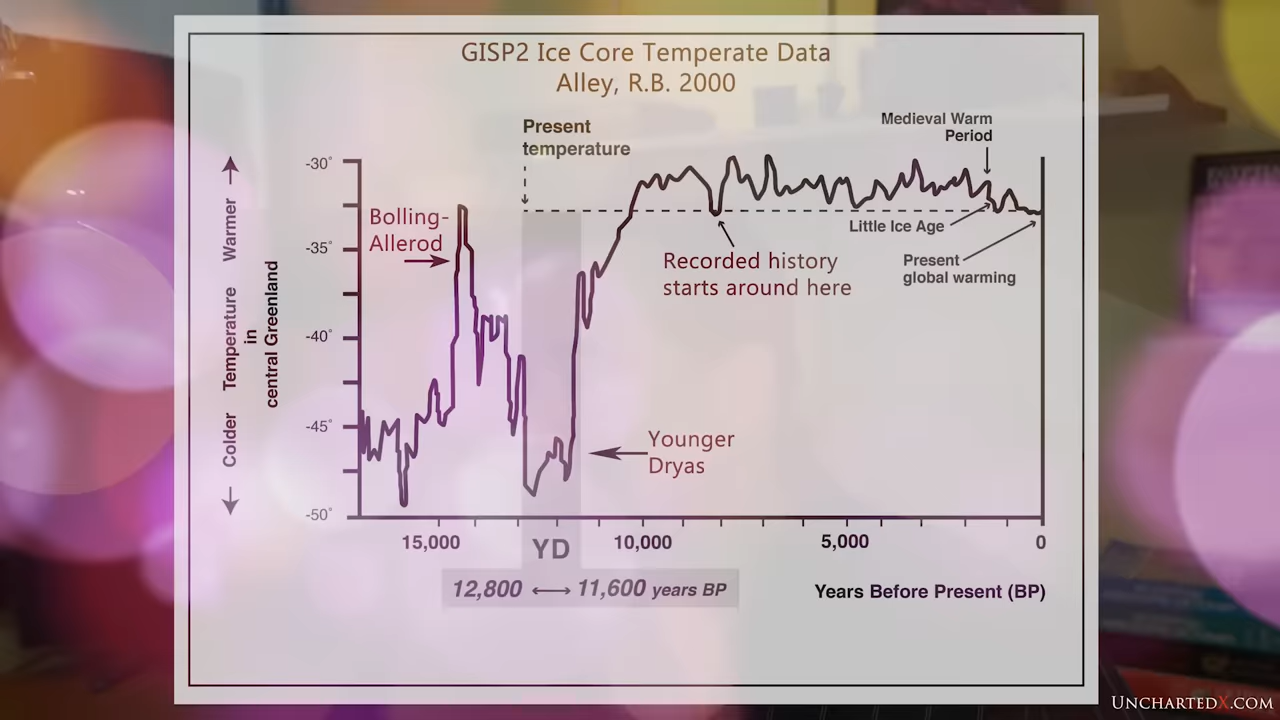 GISP2 Ice Core Temperate Data
Alley, R.B. 2000
Medieval Warm
Period
Present
temperature
-30°
-35°
-40°
-45°
-50°
Colder Temperature Warmer
in
central Greenland
Bolling-
Allerod
Little Ice Age
Recorded history
starts around here
Present
global warming
Younger
Dryas
15,000
YD
10,000
5,000
0
12,800 ⟷ 11,600 years BP
Years Before Present (BP)
UNCHARTEDX.COM